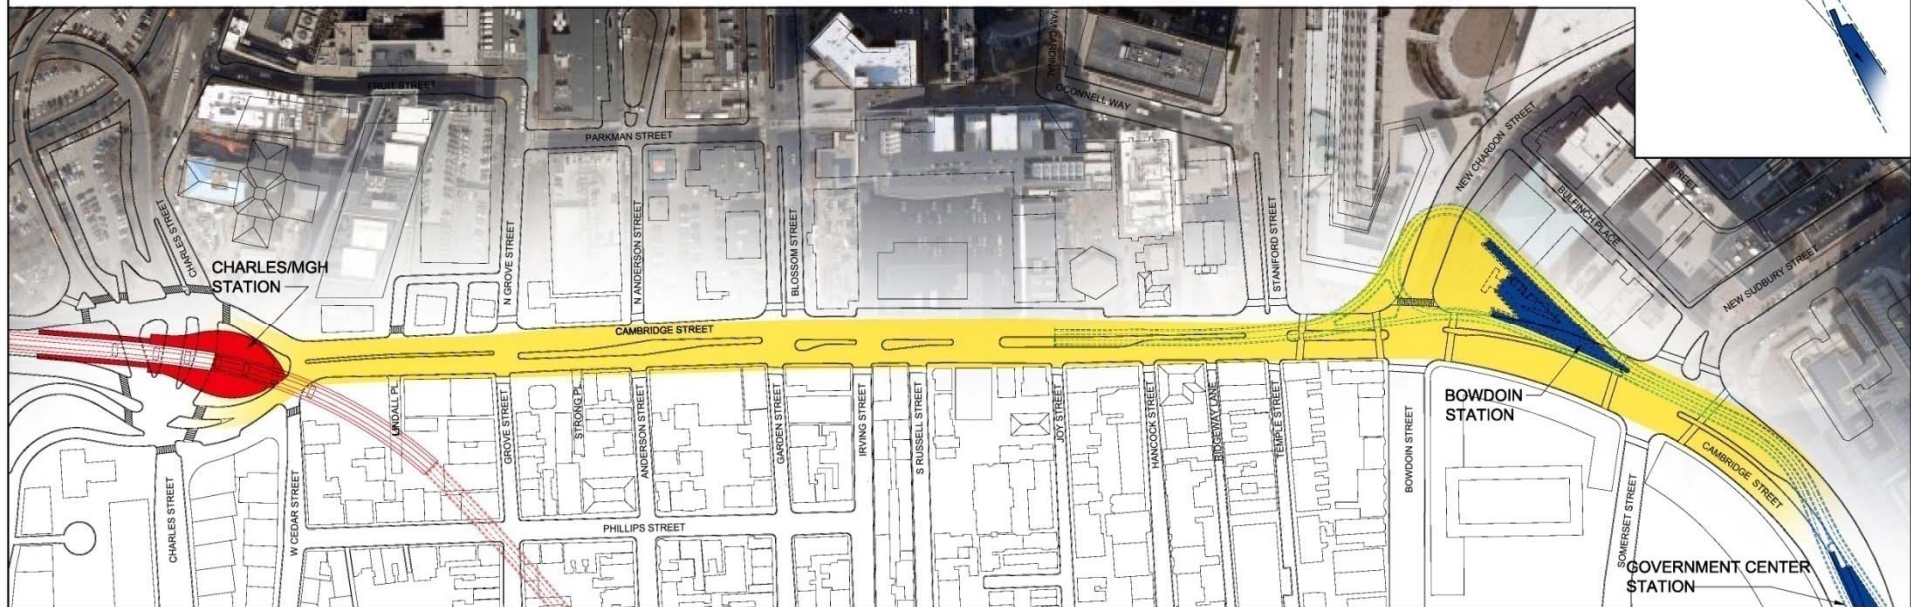 FRUIT STREET
PARKMAN STREET
OCONNELL WAY
CARDINAL
NEW CHARDON STREET
BULFINCH PLACE
STREET
NEW SUDBURY STREET
CHARLES STREET
CHARLES/MGH
STATION
N GROVE STREET
N ANDERSON STREET
BLOSSOM STREET
STANIFORD STREET
CAMBRIDGE STREET
LINDALL PL
GROVE STREET
STRONG PL
ANDERSON STREET
GARDEN STREET
IRVING STREET
S RUSSELL STREET
JOY STREET
HANCOCK STREET
RIDGEWAY LANE
TEMPLE STREET
BOWDOIN STREET
BOWDOIN
STATION
CAMBRIDGE STREET
CHARLES STREET
W CEDAR STREET
PHILLIPS STREET
SOMERSET STREET
GOVERNMENT CENTER
STATION